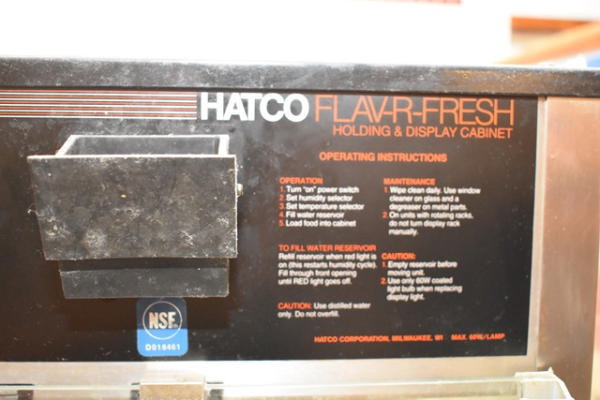 HATCO FLAV-R-FRESH
HOLDING & DISPLAY CABINET
OPERATING INSTRUCTIONS
OPERATION
1. Turn "on" power switch
2. Set humidity selector
3. Set temperature selector
4. Fill water reservoir
5. Load food into cabinet
TO FILL WATER RESERVOIR
Refill reservoir when red light is
on (this restarts humidity cycle).
Fill through front opening
until RED light goes off.
CAUTION: Use distilled water
only. Do not overfill.
MAINTENANCE
1. Wipe clean daily. Use window
cleaner on glass and a
degreaser on metal parts.
2. On units with rotating racks,
do not turn display rack
manually.
CAUTION:
1. Empty reservoir before
moving unit.
2. Use only 60W coated
light bulb when replacing
display light.
HATCO CORPORATION, MILWAUKEE, WI MAX. 60W./LAMP
NSF
D018461